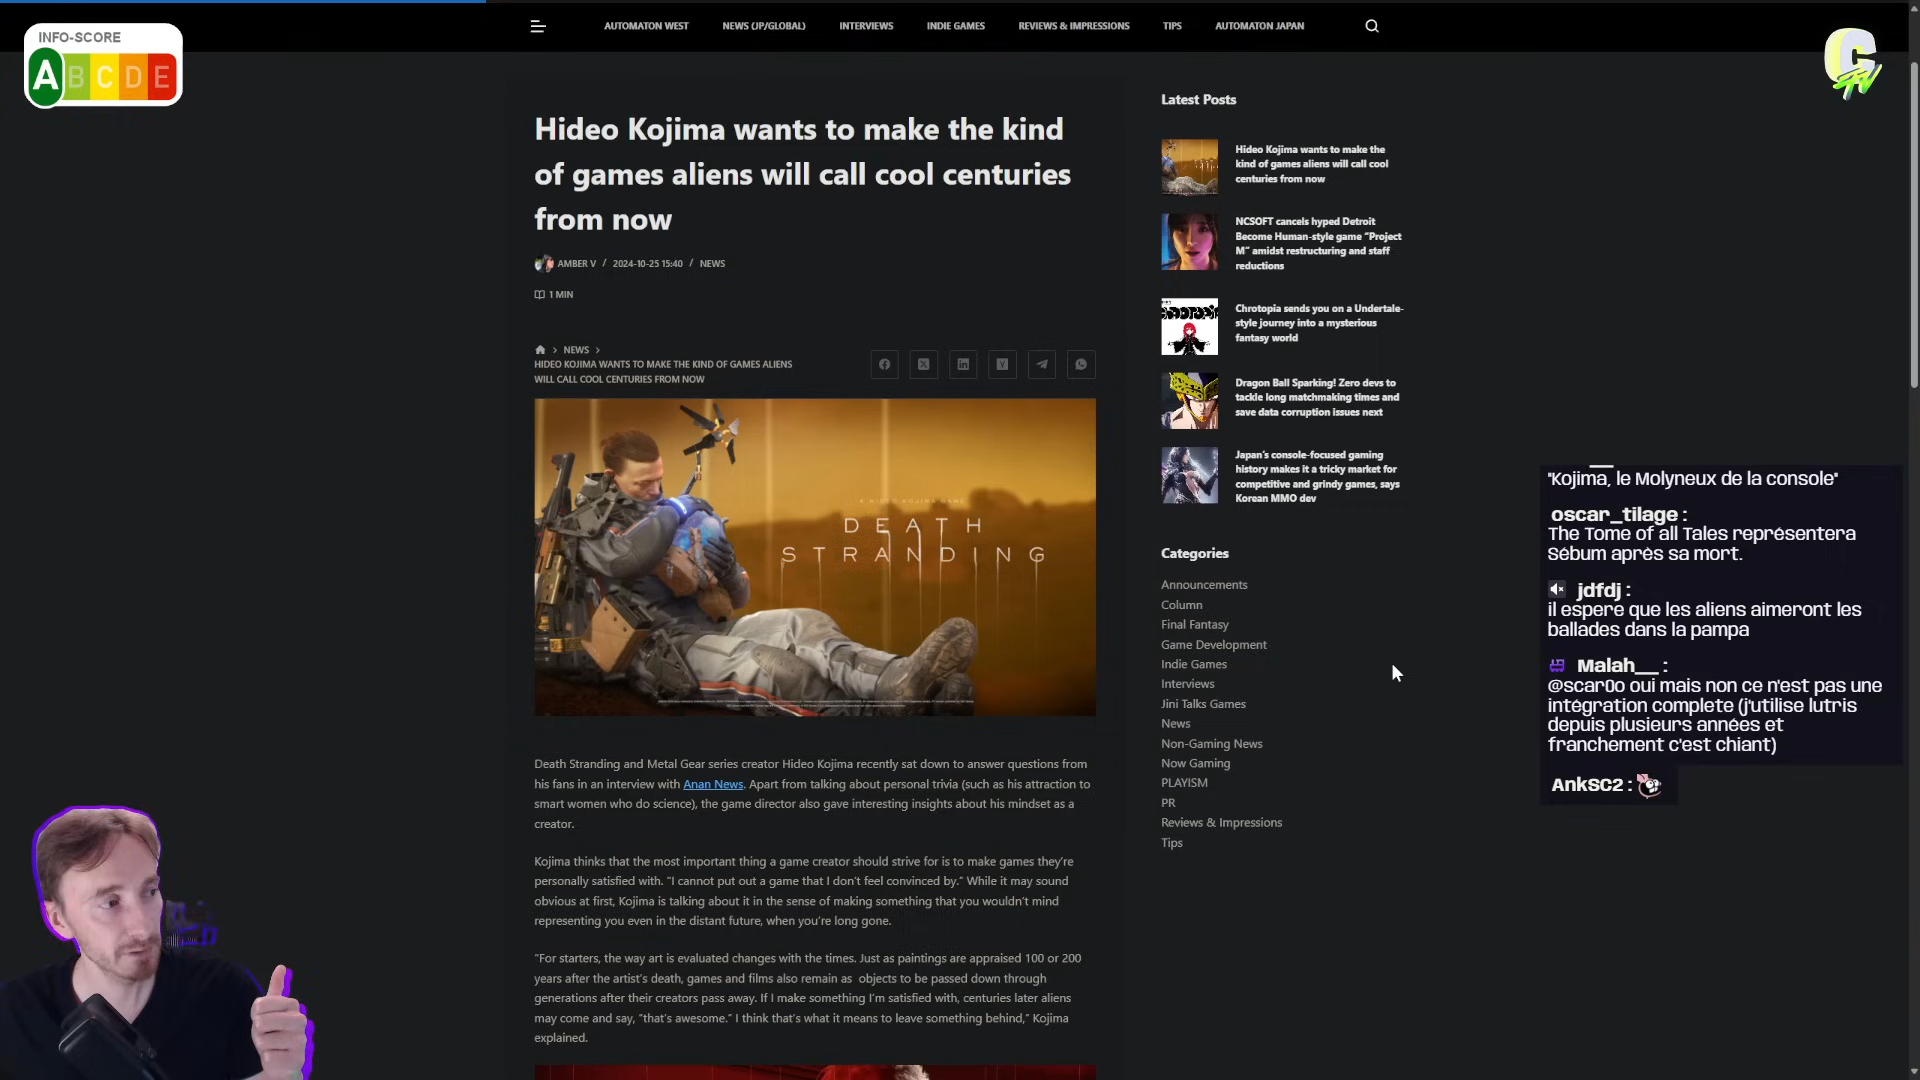 INFO-SCORE
A B C D E
AUTOMATON WEST
NEWS (JP/GLOBAL)
INTERVIEWS
INDIE GAMES
REVIEWS & IMPRESSIONS
TIPS
AUTOMATON JAPAN
Hideo Kojima wants to make the kind
of games aliens will call cool centuries
from now
AMBER V / 2024-10-25 15:40 / NEWS
1 MIN
NEWS
HIDEO KOJIMA WANTS TO MAKE THE KIND OF GAMES ALIENS
WILL CALL COOL CENTURIES FROM NOW
A HIDEO KOJIMA GAME
DEATH
STRANDING
Death Stranding and Metal Gear series creator Hideo Kojima recently sat down to answer questions from
his fans in an interview with Anan News. Apart from talking about personal trivia (such as his attraction to
smart women who do science), the game director also gave interesting insights about his mindset as a
creator.
Kojima thinks that the most important thing a game creator should strive for is to make games they're
personally satisfied with. "I cannot put out a game that I don't feel convinced by." While it may sound
obvious at first, Kojima is talking about it in the sense of making something that you wouldn't mind
representing you even in the distant future, when you're long gone.
"For starters, the way art is evaluated changes with the times. Just as paintings are appraised 100 or 200
years after the artist's death, games and films also remain as objects to be passed down through
generations after their creators pass away. If I make something I'm satisfied with, centuries later aliens
may come and say, "that's awesome." I think that's what it means to leave something behind," Kojima
explained.
Latest Posts
Hideo Kojima wants to make the
kind of games aliens will call cool
centuries from now
NCSOFT cancels hyped Detroit
Become Human-style game "Project
M" amidst restructuring and staff
reductions
Chrotopia sends you on a Undertale-
style journey into a mysterious
fantasy world
Dragon Ball Sparking! Zero devs to
tackle long matchmaking times and
save data corruption issues next
Japan's console-focused gaming
history makes it a tricky market for
competitive and grindy games, says
Korean MMO dev
Categories
Announcements
Column
Final Fantasy
Game Development
Indie Games
Interviews
Jini Talks Games
News
Non-Gaming News
Now Gaming
PLAYISM
PR
Reviews & Impressions
Tips
C
TV
"Kojima, le Molyneux de la console"
oscar_tilage :
The Tome of all Tales représentera
Sébum après sa mort.
jdfdj :
il espere que les aliens aimeront les
ballades dans la pampa
Malah__ :
@scar0o oui mais non ce n'est pas une
intégration complete (j'utilise lutris
depuis plusieurs années et
franchement c'est chiant)
AnkSC2 :